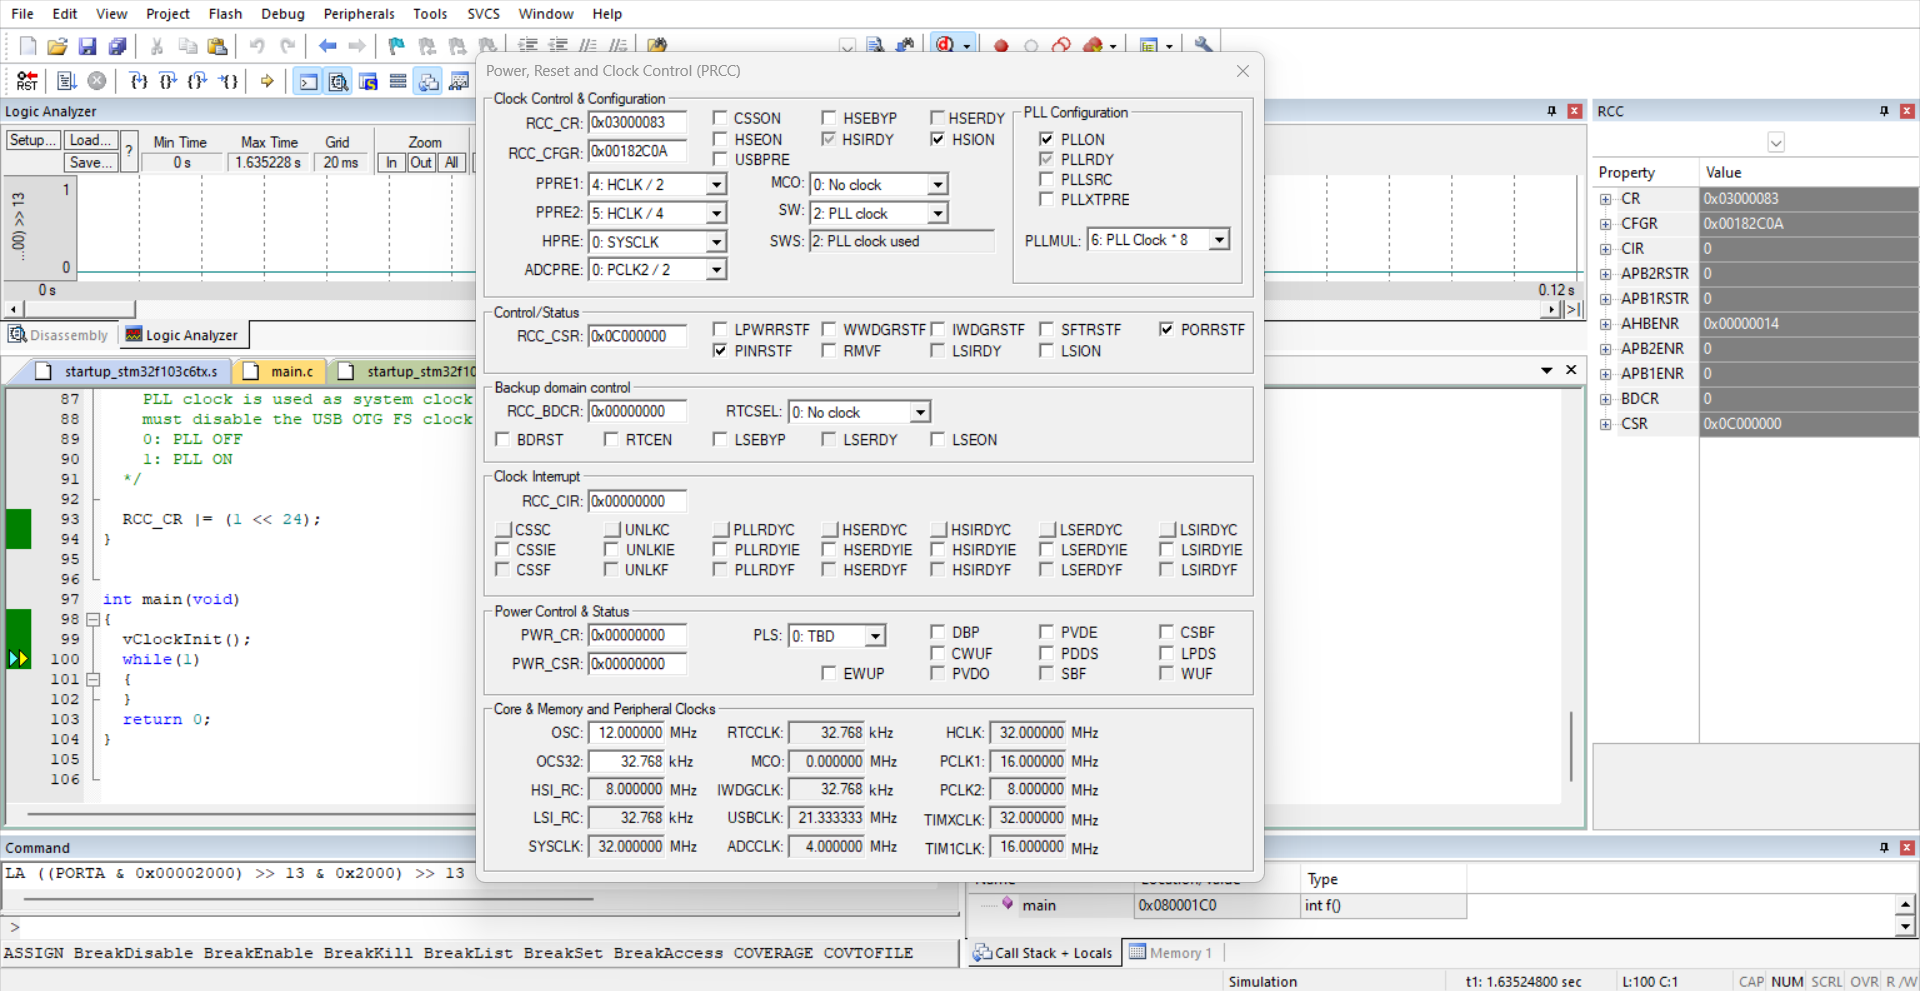 File Edit View Project Flash Debug Peripherals Tools SVCS Window Help
RST
Power, Reset and Clock Control (PRCC)
Logic Analyzer
Setup... Load... Save... ?
Min Time Max Time Grid Zoom
0 s 1.635228 s 20 ms In Out All
...00) >> 13
1
0
0 s
0.12 s
Disassembly Logic Analyzer
startup_stm32f103c6tx.s main.c startup_stm32f10
87 PLL clock is used as system clock
88 must disable the USB OTG FS clock
89 0: PLL OFF
90 1: PLL ON
91 */
92
93 RCC_CR |= (1 << 24);
94 }
95
96
97 int main(void)
98 {
99 vClockInit();
100 while(1)
101 {
102 }
103 return 0;
104 }
105
106
Clock Control & Configuration
RCC_CR: 0x03000083
RCC_CFGR: 0x00182C0A
CSSON HSEBYP HSERDY
HSEON HSIRDY HSION
USBPRE
PPRE1: 4: HCLK / 2
PPRE2: 5: HCLK / 4
HPRE: 0: SYSCLK
ADCPRE: 0: PCLK2 / 2
MCO: 0: No clock
SW: 2: PLL clock
SWS: 2: PLL clock used
PLL Configuration
PLLON
PLLRDY
PLLSRC
PLLXTPRE
PLLMUL: 6: PLL Clock * 8
Control/Status
RCC_CSR: 0x0C000000
LPWRRSTF WWDGRSTF IWDGRSTF SFTRSTF PORRSTF
PINRSTF RMVF LSIRDY LSION
Backup domain control
RCC_BDCR: 0x00000000 RTCSEL: 0: No clock
BDRST RTCEN LSEBYP LSERDY LSEON
Clock Interrupt
RCC_CIR: 0x00000000
CSSC UNLKC PLLRDYC HSERDYC HSIRDYC LSERDYC LSIRDYC
CSSIE UNLKIE PLLRDYIE HSERDYIE HSIRDYIE LSERDYIE LSIRDYIE
CSSF UNLKF PLLRDYF HSERDYF HSIRDYF LSERDYF LSIRDYF
Power Control & Status
PWR_CR: 0x00000000 PLS: 0: TBD DBP PVDE CSBF
CWUF PDDS LPDS
PWR_CSR: 0x00000000 EWUP PVDO SBF WUF
Core & Memory and Peripheral Clocks
OSC: 12.000000 MHz RTCCLK: 32.768 kHz HCLK: 32.000000 MHz
OCS32: 32.768 kHz MCO: 0.000000 MHz PCLK1: 16.000000 MHz
HSI_RC: 8.000000 MHz IWDGCLK: 32.768 kHz PCLK2: 8.000000 MHz
LSI_RC: 32.768 kHz USBCLK: 21.333333 MHz TIMXCLK: 32.000000 MHz
SYSCLK: 32.000000 MHz ADCCLK: 4.000000 MHz TIM1CLK: 16.000000 MHz
RCC
Property Value
CR 0x03000083
CFGR 0x00182C0A
CIR 0
APB2RSTR 0
APB1RSTR 0
AHBENR 0x00000014
APB2ENR 0
APB1ENR 0
BDCR 0
CSR 0x0C000000
Command
LA ((PORTA & 0x00002000) >> 13 & 0x2000) >> 13
>
ASSIGN BreakDisable BreakEnable BreakKill BreakList BreakSet BreakAccess COVERAGE COVTOFILE
Type
main 0x080001C0 int f()
Call Stack + Locals Memory 1
Simulation t1: 1.63524800 sec L:100 C:1 CAP NUM SCRL OVR R/W